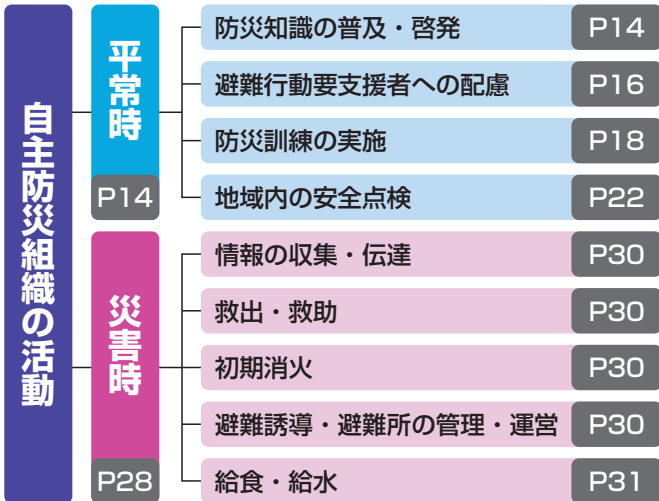 自主防災組織の活動
平常時
P14
防災知識の普及・啓発 P14
避難行動要支援者への配慮 P16
防災訓練の実施 P18
地域内の安全点検 P22
災害時
P28
情報の収集・伝達 P30
救出・救助 P30
初期消火 P30
避難誘導・避難所の管理・運営 P30
給食・給水 P31